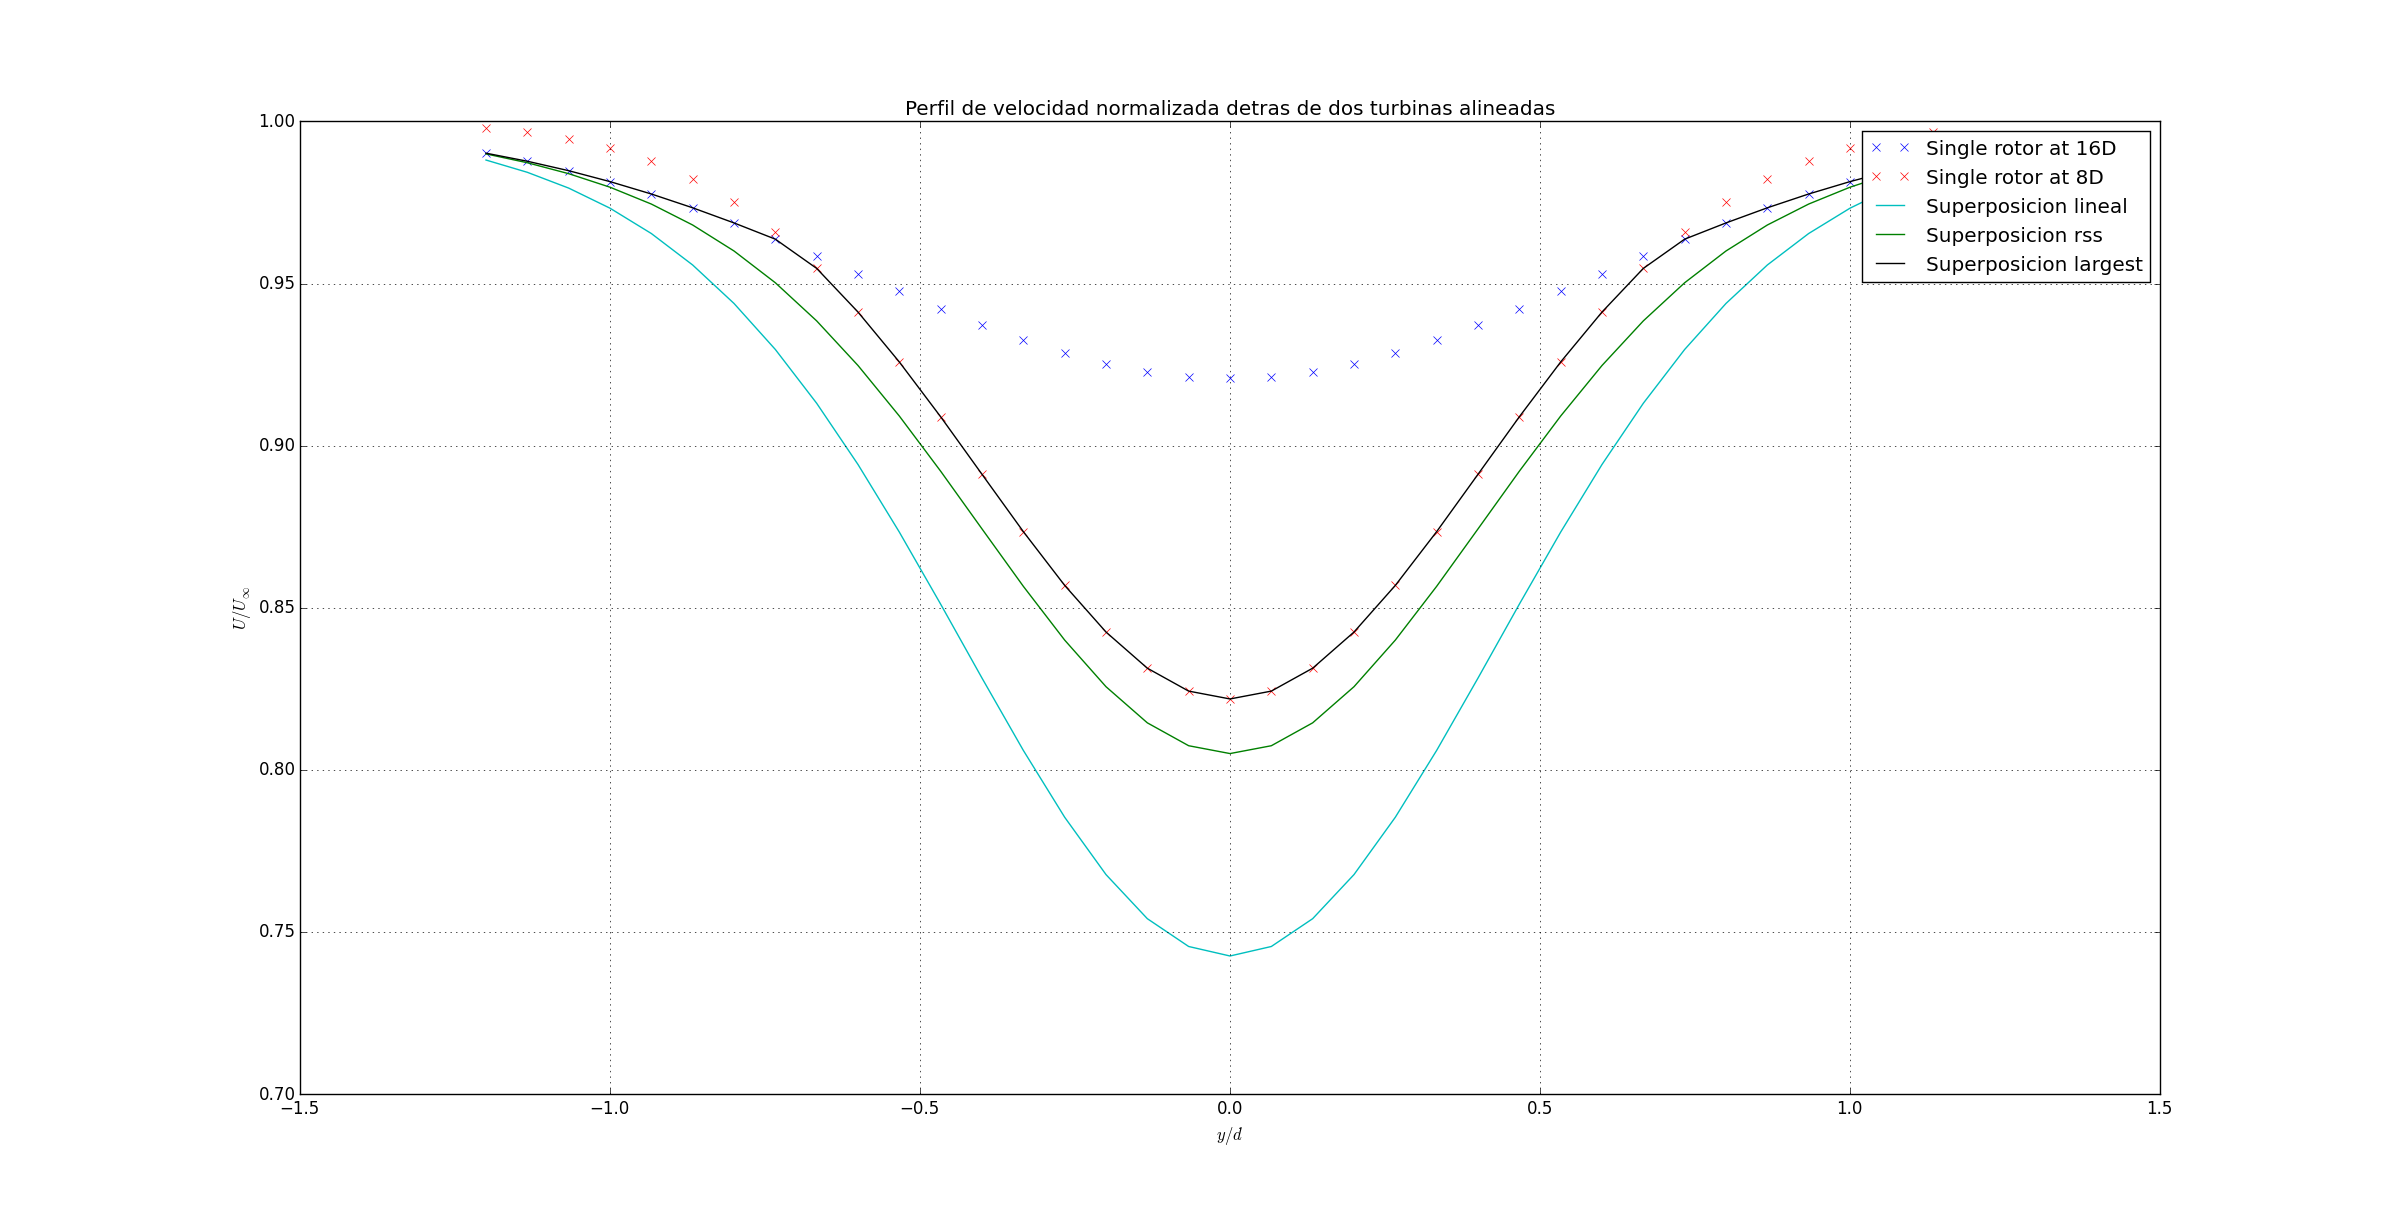 Perfil de velocidad normalizada detras de dos turbinas alineadas
1.00
0.95
0.90
0.85
0.80
0.75
0.70
U/U∞
Single rotor at 16D
Single rotor at 8D
Superposicion lineal
Superposicion rss
Superposicion largest
−1.5 −1.0 −0.5 0.0 0.5 1.0 1.5
y/d